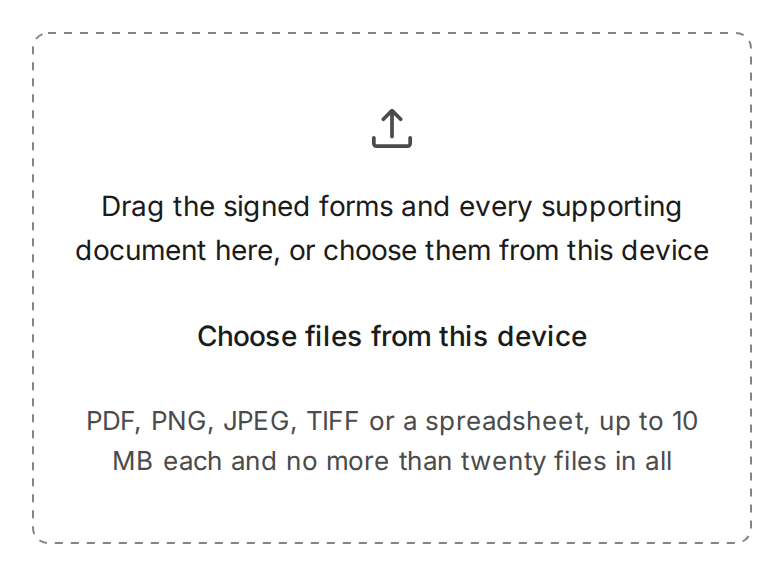 Drag the signed forms and every supporting
document here, or choose them from this device
Choose files from this device
PDF, PNG, JPEG, TIFF or a spreadsheet, up to 10
MB each and no more than twenty files in all